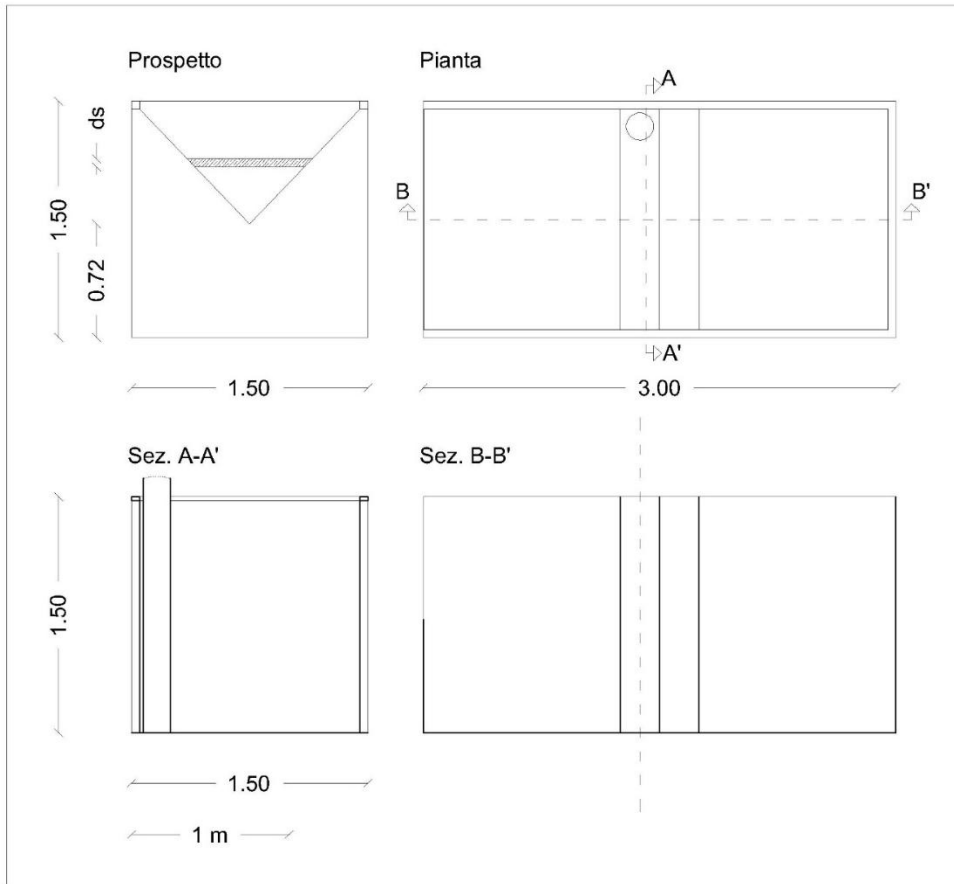 Prospetto
Pianta
A
ds
1.50
B
B'
0.72
A'
1.50
3.00
Sez. A-A'
Sez. B-B'
1.50
1.50
1 m